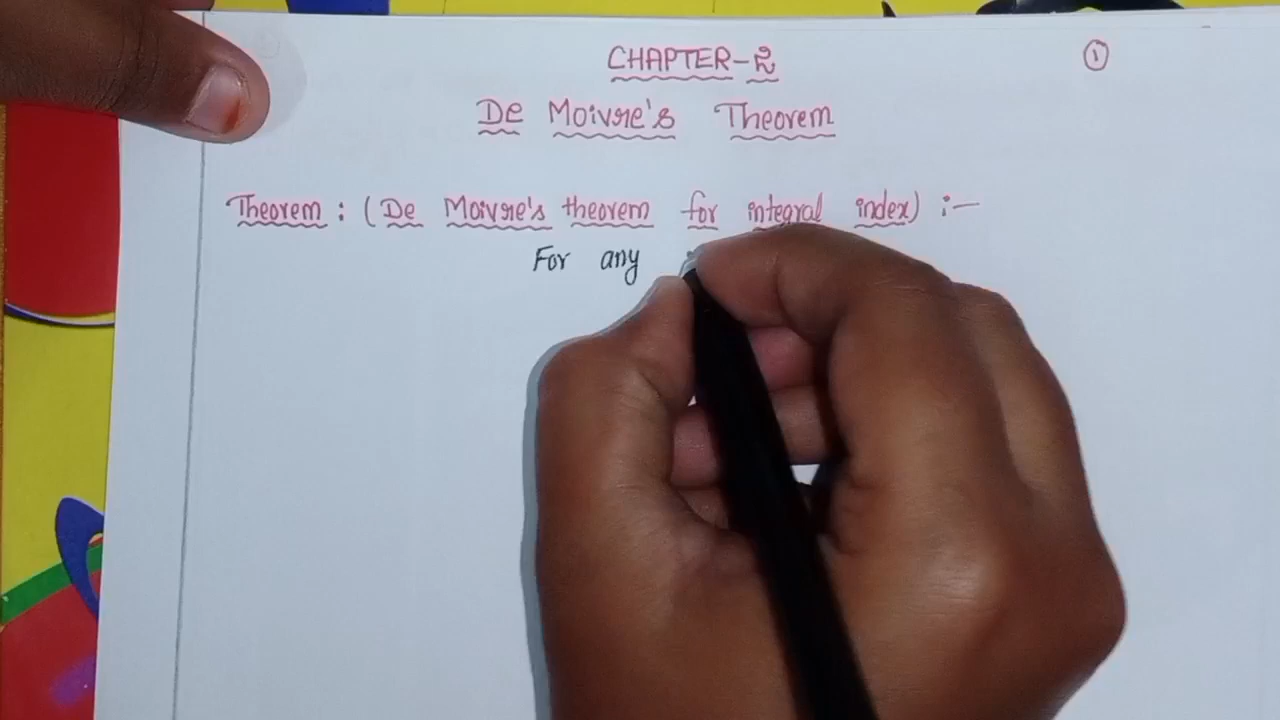 CHAPTER-2
①
De Moivre's Theorem
Theorem : (De Moivre's theorem for integral index) :-
For any